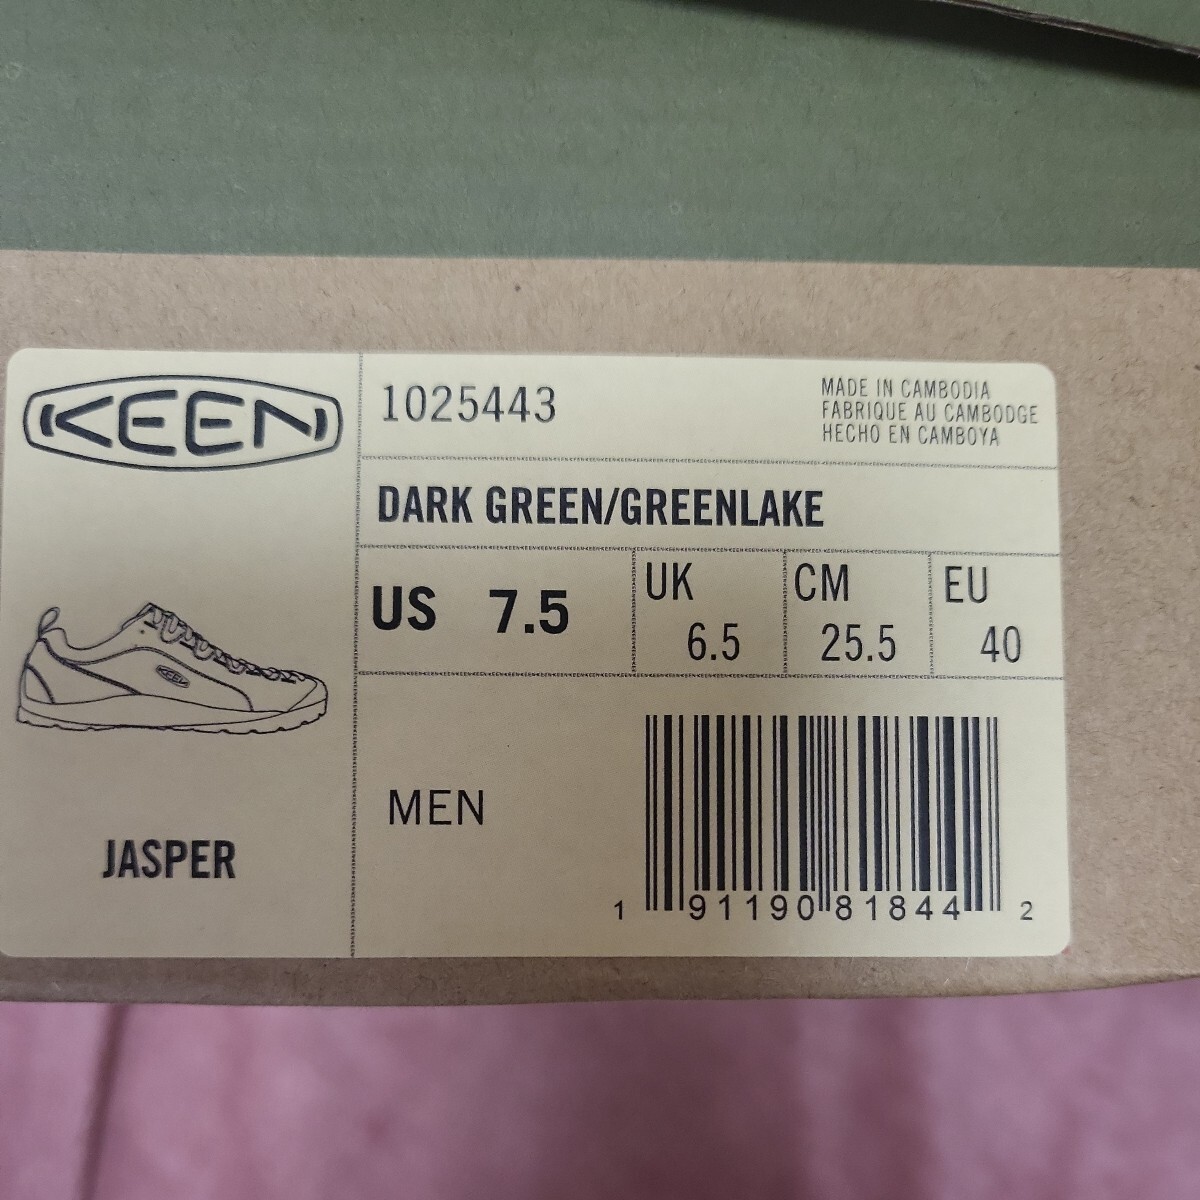 KEEN
1025443
MADE IN CAMBODIA
FABRIQUE AU CAMBODGE
HECHO EN CAMBOYA
DARK GREEN/GREENLAKE
US 7.5
UK 6.5
CM 25.5
EU 40
KEEN
JASPER
MEN
1 91190 81844 2